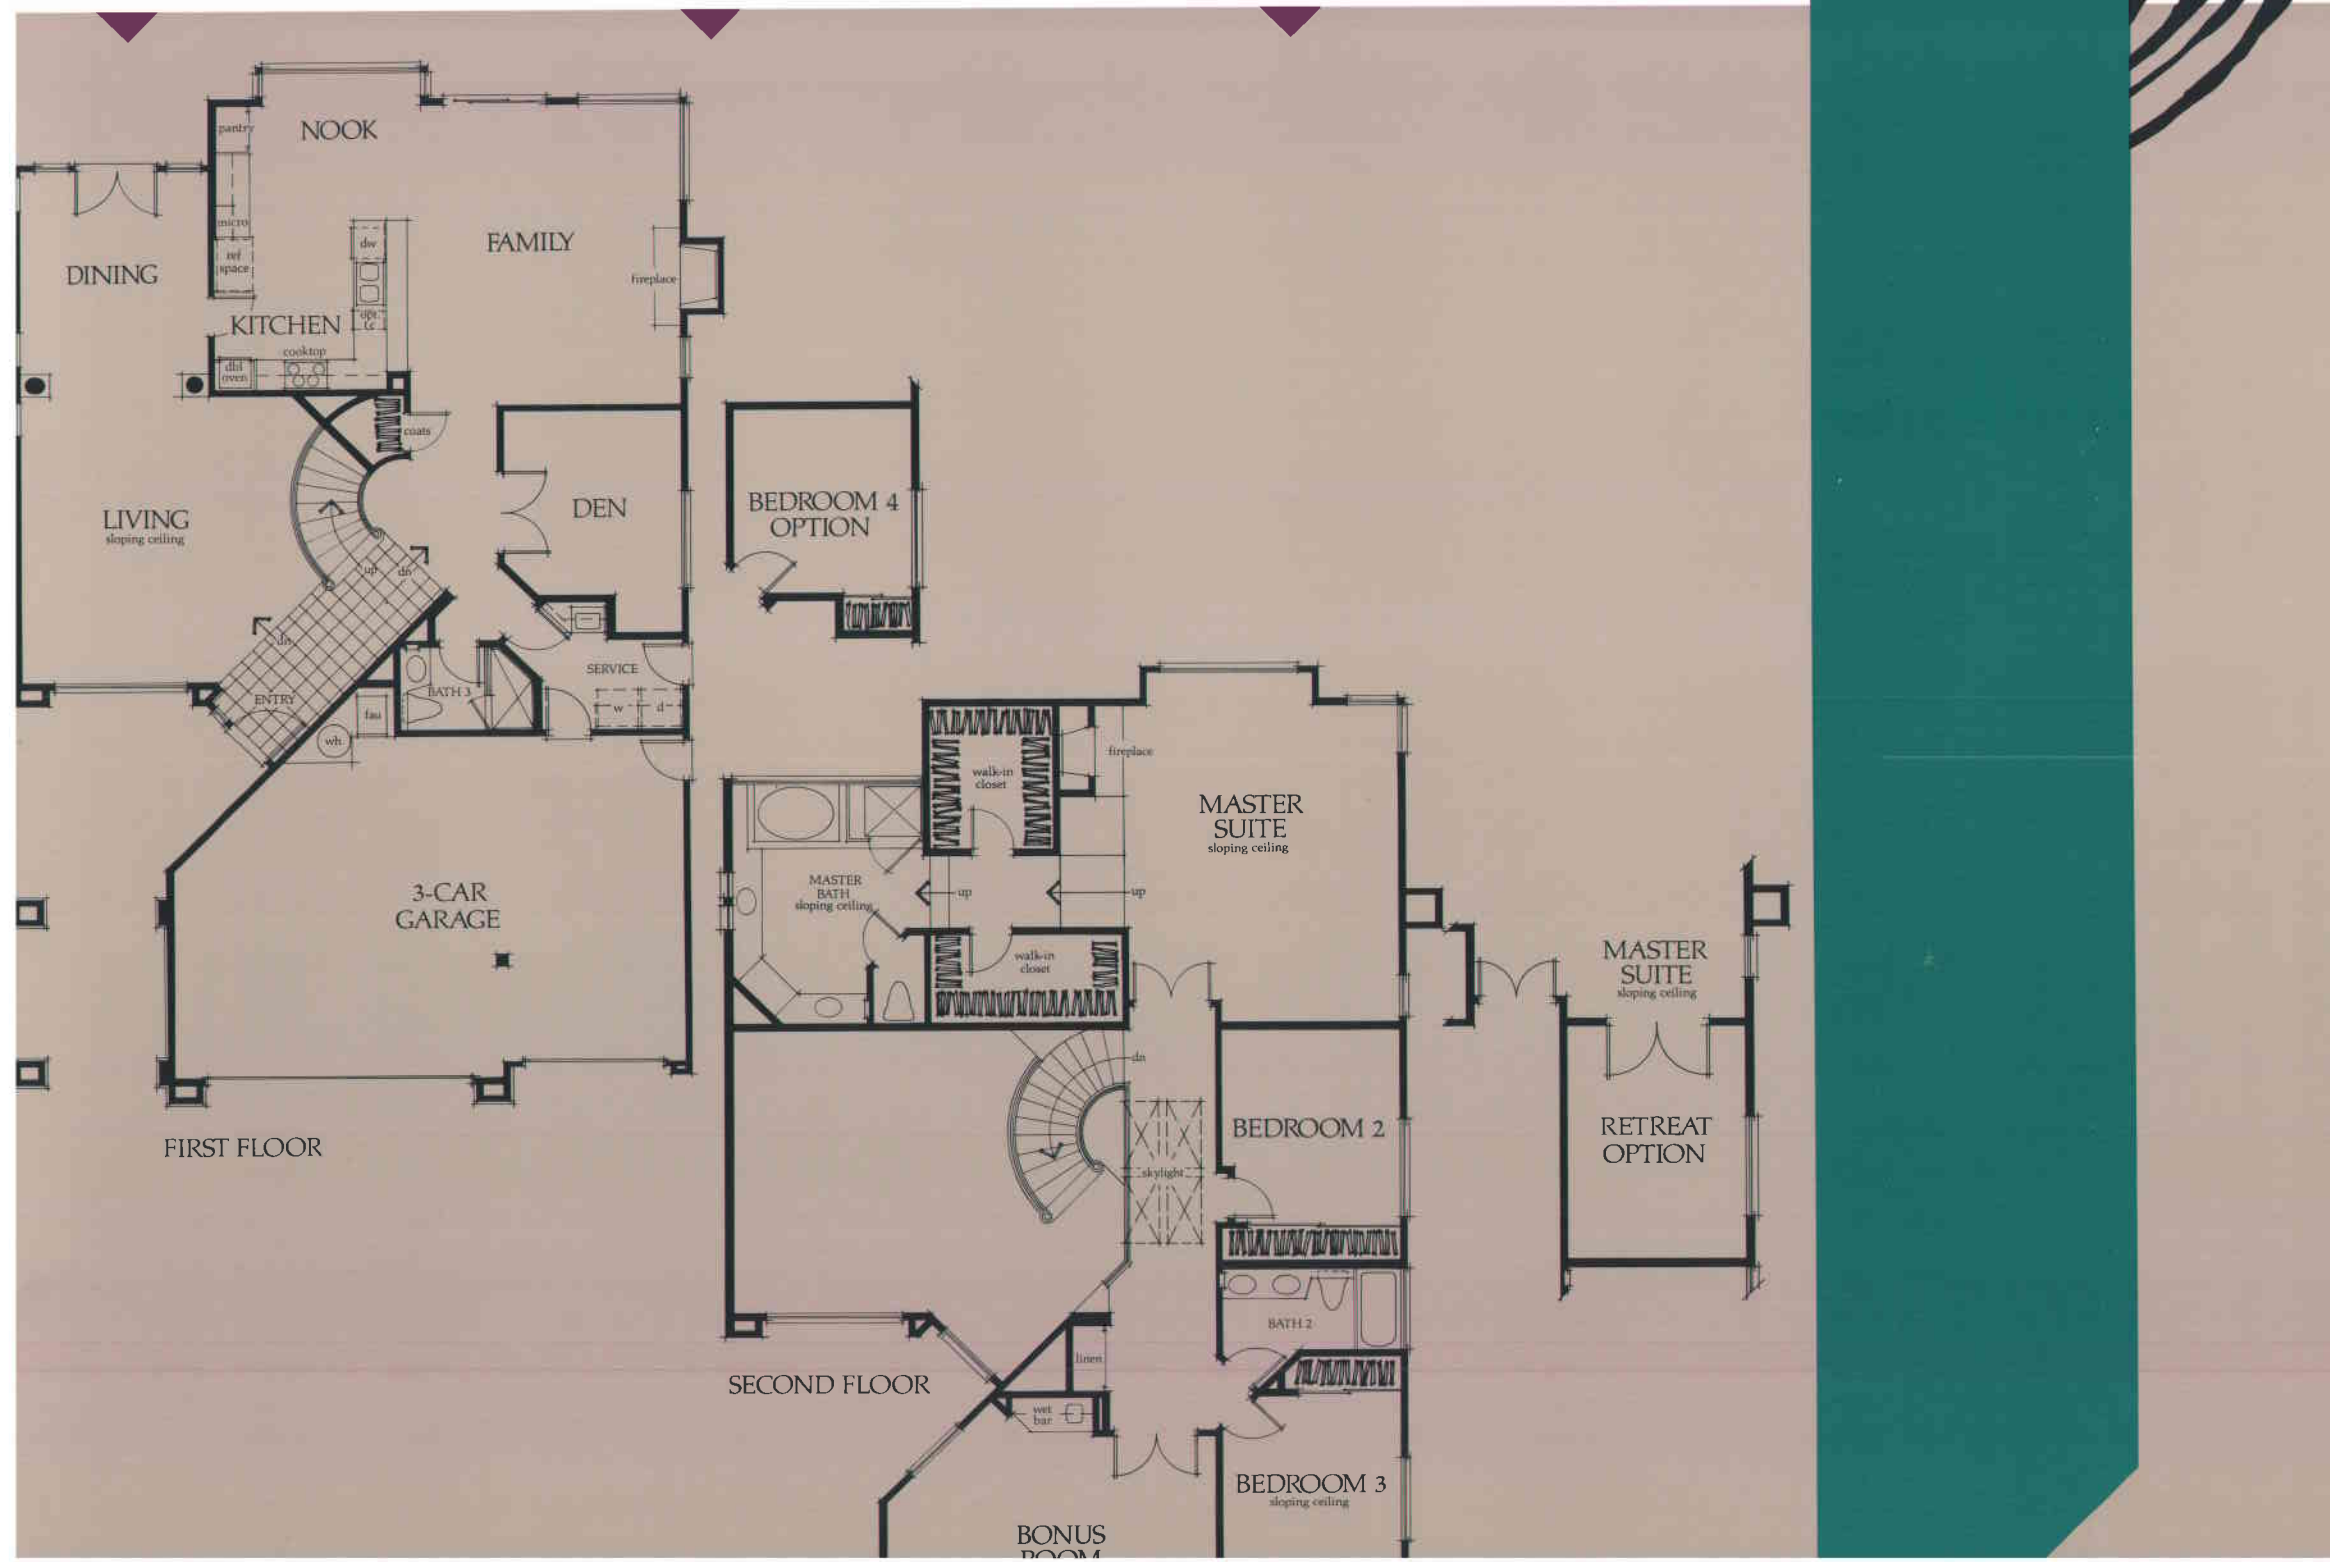 NOOK
pantry
micro
ref
space
dw
FAMILY
DINING
fireplace
KITCHEN
opt.
t.c
cooktop
dbl
oven
coats
DEN
LIVING
sloping ceiling
up
dn
dn
ENTRY
BATH 3
SERVICE
w
d
fau
wh
3-CAR
GARAGE
FIRST FLOOR
BEDROOM 4
OPTION
walk-in
closet
fireplace
MASTER
SUITE
sloping ceiling
MASTER
BATH
sloping ceiling
up
up
walk-in
closet
dn
skylight
BEDROOM 2
BATH 2
linen
SECOND FLOOR
wet
bar
BEDROOM 3
sloping ceiling
BONUS
ROOM
MASTER
SUITE
sloping ceiling
RETREAT
OPTION